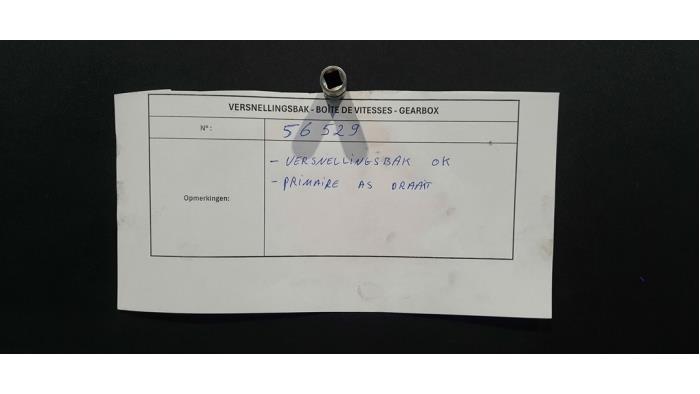 VERSNELLINGSBAK - BOITE DE VITESSES - GEARBOX
N° : 56529
- VERSNELLINGSBAK OK
- PRIMAIRE AS DRAAIT
Opmerkingen: